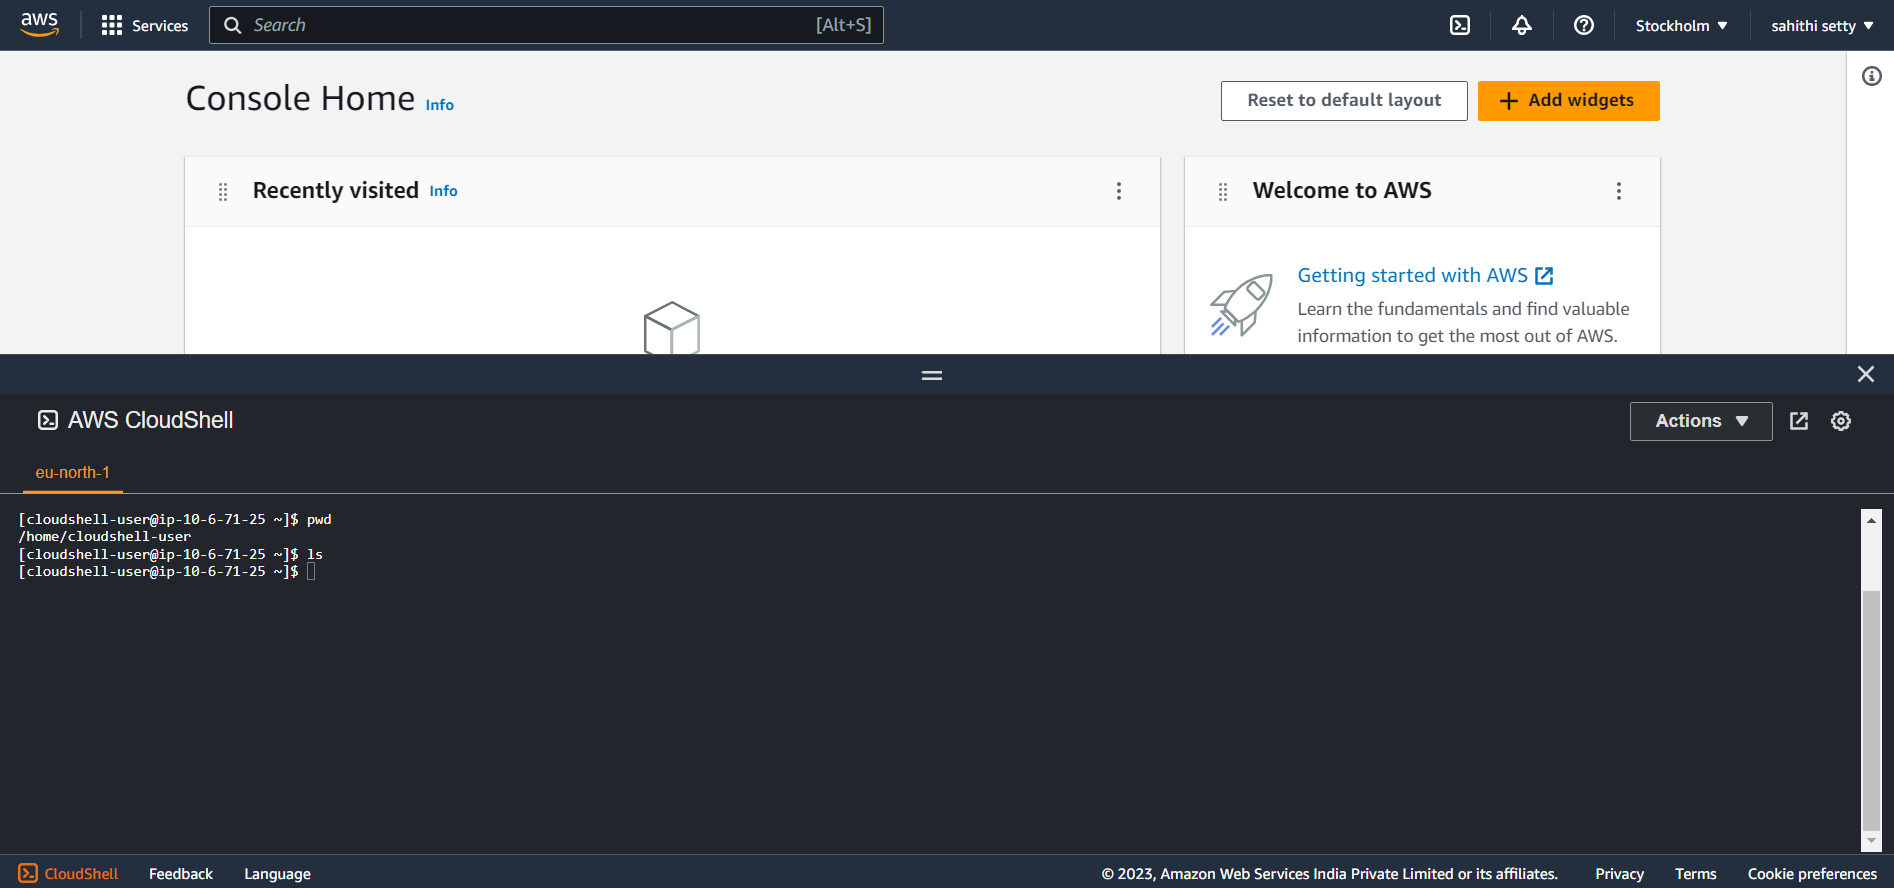 aws
Services
Search
[Alt+S]
Stockholm
sahithi setty
Console Home Info
Reset to default layout
Add widgets
Recently visited Info
Welcome to AWS
Getting started with AWS
Learn the fundamentals and find valuable
information to get the most out of AWS.
AWS CloudShell
Actions
eu-north-1
[cloudshell-user@ip-10-6-71-25 ~]$ pwd
/home/cloudshell-user
[cloudshell-user@ip-10-6-71-25 ~]$ ls
[cloudshell-user@ip-10-6-71-25 ~]$
CloudShell
Feedback
Language
© 2023, Amazon Web Services India Private Limited or its affiliates.
Privacy
Terms
Cookie preferences